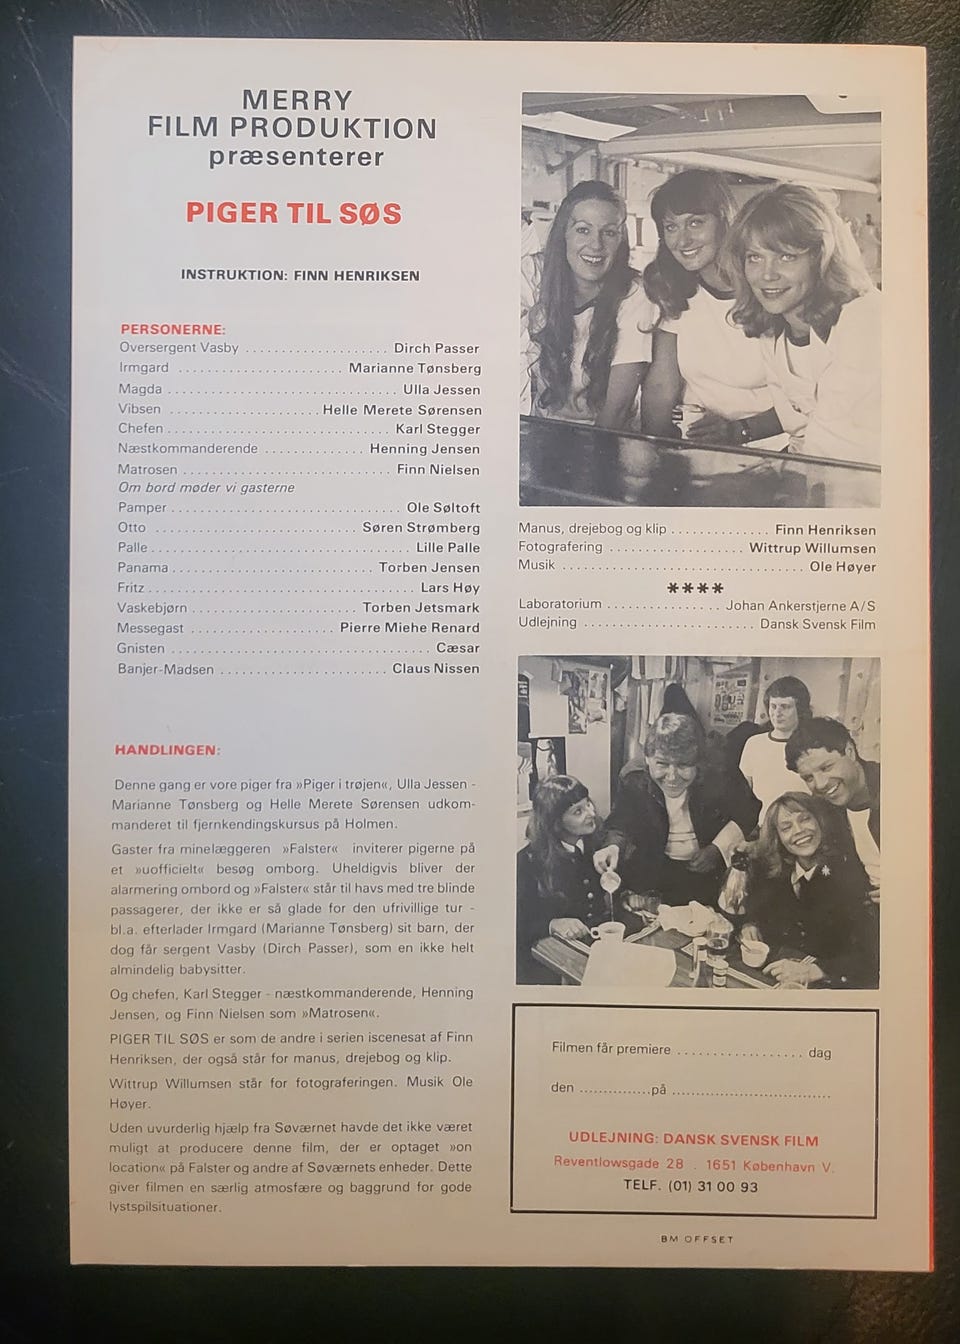 MERRY
FILM PRODUKTION
præsenterer
PIGER TIL SØS
INSTRUKTION: FINN HENRIKSEN
PERSONERNE:
Oversergent Vasby .................... Dirch Passer
Irmgard ....................... Marianne Tønsberg
Magda ................................ Ulla Jessen
Vibsen .................... Helle Merete Sørensen
Chefen ............................... Karl Stegger
Næstkommanderende .............. Henning Jensen
Matrosen ............................. Finn Nielsen
Om bord møder vi gasterne
Pamper ................................ Ole Søltoft
Otto ............................ Søren Strømberg
Palle .................................... Lille Palle
Panama ............................ Torben Jensen
Fritz ..................................... Lars Høy
Vaskebjørn ....................... Torben Jetsmark
Messegast .................... Pierre Miehe Renard
Gnisten .................................... Cæsar
Banjer-Madsen ....................... Claus Nissen
HANDLINGEN:
Denne gang er vore piger fra »Piger i trøjen«, Ulla Jessen -
Marianne Tønsberg og Helle Merete Sørensen udkom-
manderet til fjernkendingskursus på Holmen.
Gaster fra minelæggeren »Falster« inviterer pigerne på
et »uofficielt« besøg omborg. Uheldigvis bliver der
alarmering ombord og »Falster« står til havs med tre blinde
passagerer, der ikke er så glade for den ufrivillige tur -
bl.a. efterlader Irmgard (Marianne Tønsberg) sit barn, der
dog får sergent Vasby (Dirch Passer), som en ikke helt
almindelig babysitter.
Og chefen, Karl Stegger - næstkommanderende, Henning
Jensen, og Finn Nielsen som »Matrosen«.
PIGER TIL SØS er som de andre i serien iscenesat af Finn
Henriksen, der også står for manus, drejebog og klip.
Wittrup Willumsen står for fotograferingen. Musik Ole
Høyer.
Uden uvurderlig hjælp fra Søværnet havde det ikke været
muligt at producere denne film, der er optaget »on
location« på Falster og andre af Søværnets enheder. Dette
giver filmen en særlig atmosfære og baggrund for gode
lystspilsituationer.
Manus, drejebog og klip .............. Finn Henriksen
Fotografering ................... Wittrup Willumsen
Musik ................................. Ole Høyer
****
Laboratorium ................ Johan Ankerstjerne A/S
Udlejning ........................ Dansk Svensk Film
Filmen får premiere .................. dag
den ...............på .................................
UDLEJNING: DANSK SVENSK FILM
Reventlowsgade 28 . 1651 København V.
TELF. (01) 31 00 93
BM OFFSET